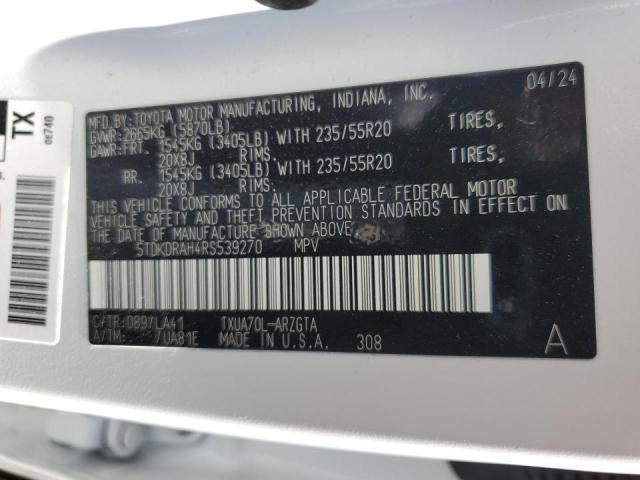 MFD.BY:TOYOTA MOTOR MANUFACTURING, INDIANA, INC. 04/24
GVWR:2665KG (5870LB)
GAWR:FRT. 1545KG (3405LB) WITH 235/55R20 TIRES,
20X8J RIMS.
RR. 1545KG (3405LB) WITH 235/55R20 TIRES,
20X8J RIMS.
THIS VEHICLE CONFORMS TO ALL APPLICABLE FEDERAL MOTOR
VEHICLE SAFETY AND THEFT PREVENTION STANDARDS IN EFFECT ON
THE DATE OF MANUFACTURE SHOWN ABOVE.
5TDKDRAH4RS539270 MPV
C/TR:089/LA41 TXUA70L-ARZGTA
A/TM: /UA81E MADE IN U.S.A. 308 A
TX
0E740